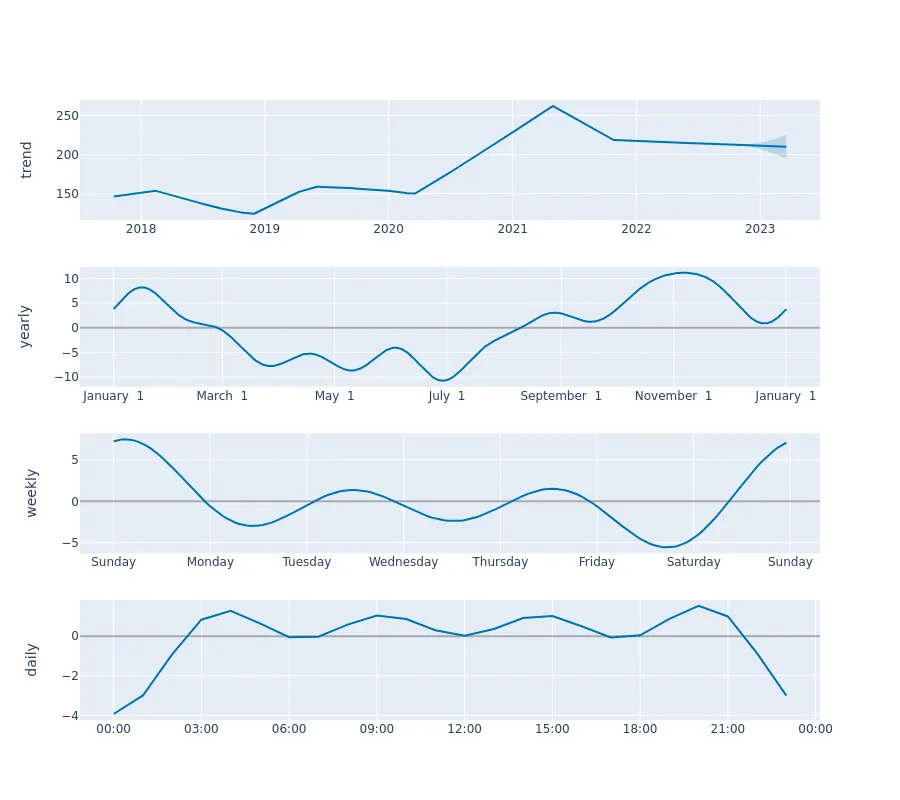 trend
250
200
150
2018 2019 2020 2021 2022 2023
yearly
10
5
0
−5
−10
January 1 March 1 May 1 July 1 September 1 November 1 January 1
weekly
5
0
−5
Sunday Monday Tuesday Wednesday Thursday Friday Saturday Sunday
daily
0
−2
−4
00:00 03:00 06:00 09:00 12:00 15:00 18:00 21:00 00:00